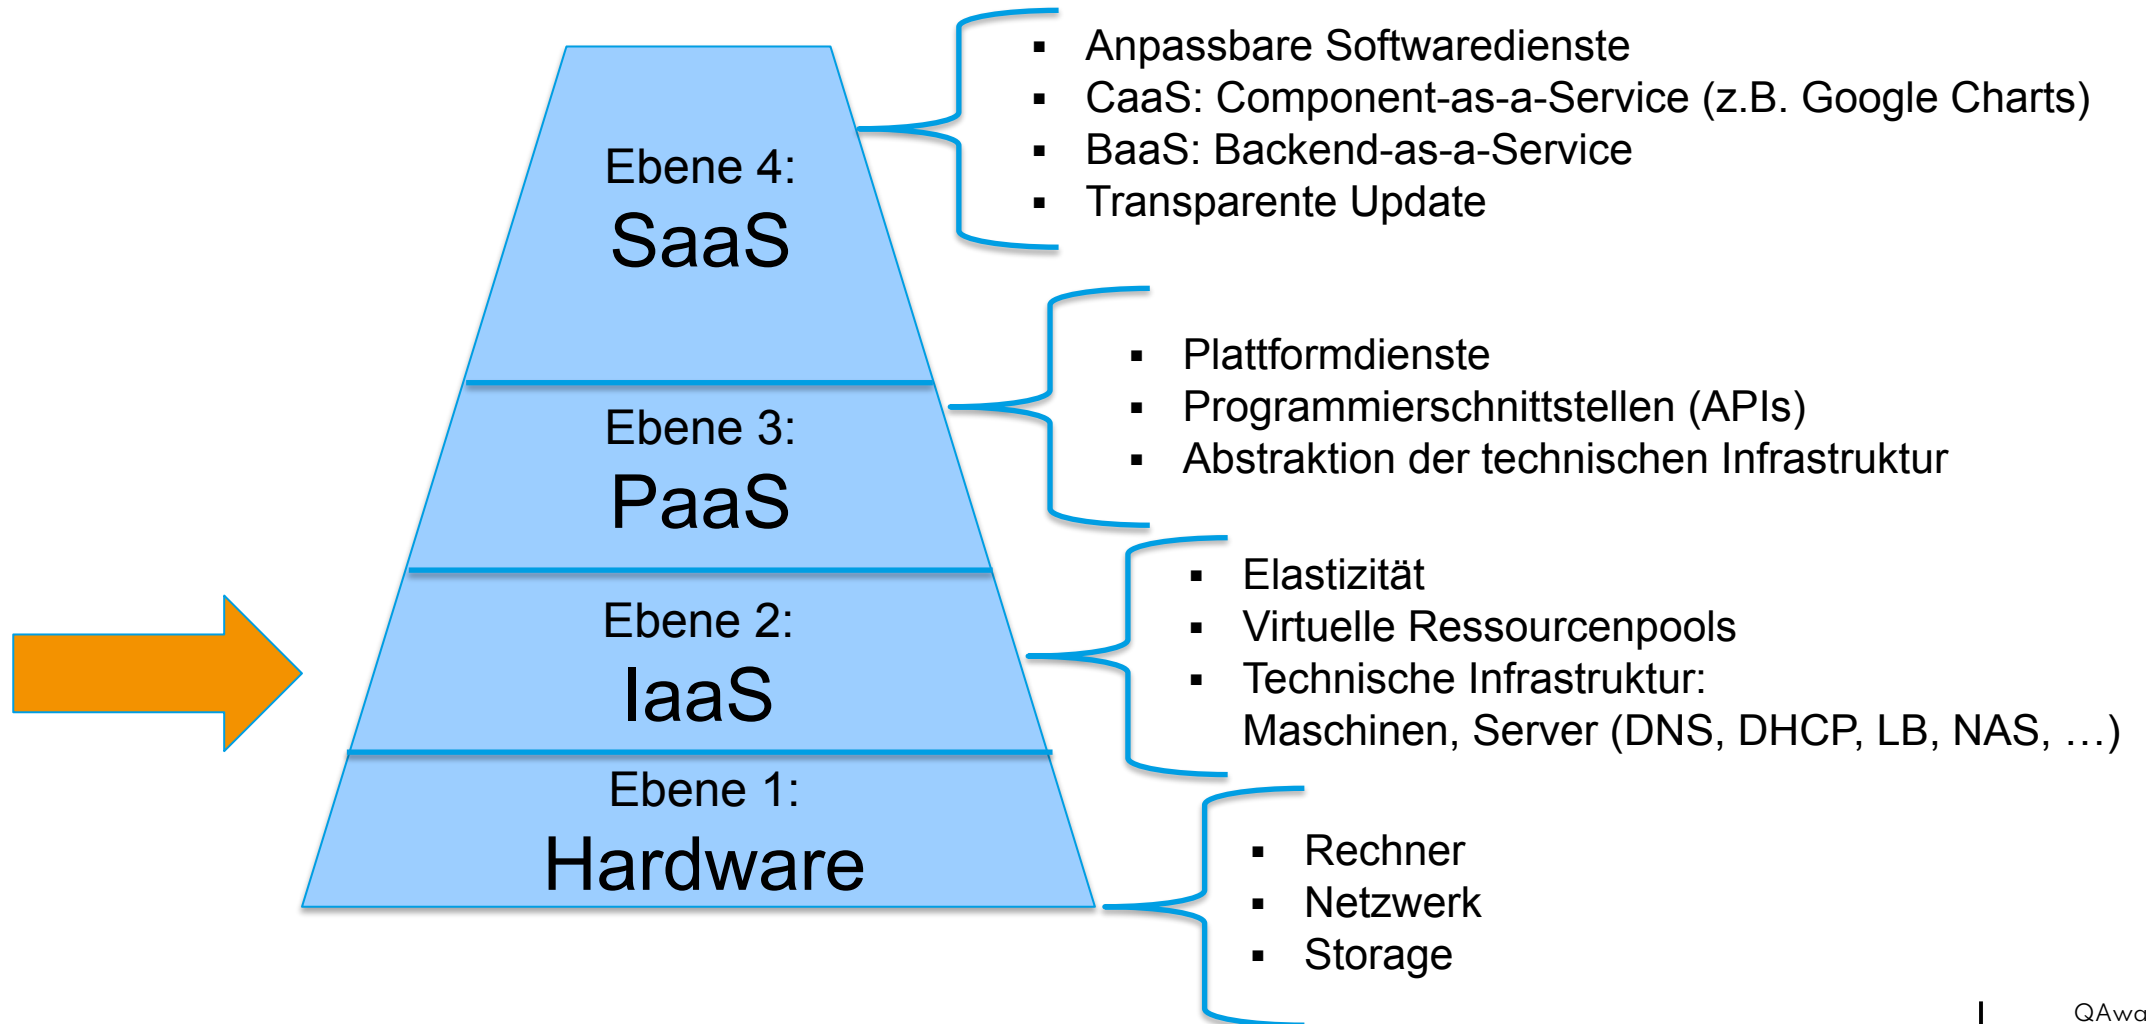 Ebene 4:
SaaS
▪ Anpassbare Softwaredienste
▪ CaaS: Component-as-a-Service (z.B. Google Charts)
▪ BaaS: Backend-as-a-Service
▪ Transparente Update
Ebene 3:
PaaS
▪ Plattformdienste
▪ Programmierschnittstellen (APIs)
▪ Abstraktion der technischen Infrastruktur
Ebene 2:
IaaS
▪ Elastizität
▪ Virtuelle Ressourcenpools
▪ Technische Infrastruktur:
Maschinen, Server (DNS, DHCP, LB, NAS, …)
Ebene 1:
Hardware
▪ Rechner
▪ Netzwerk
▪ Storage
QAwa